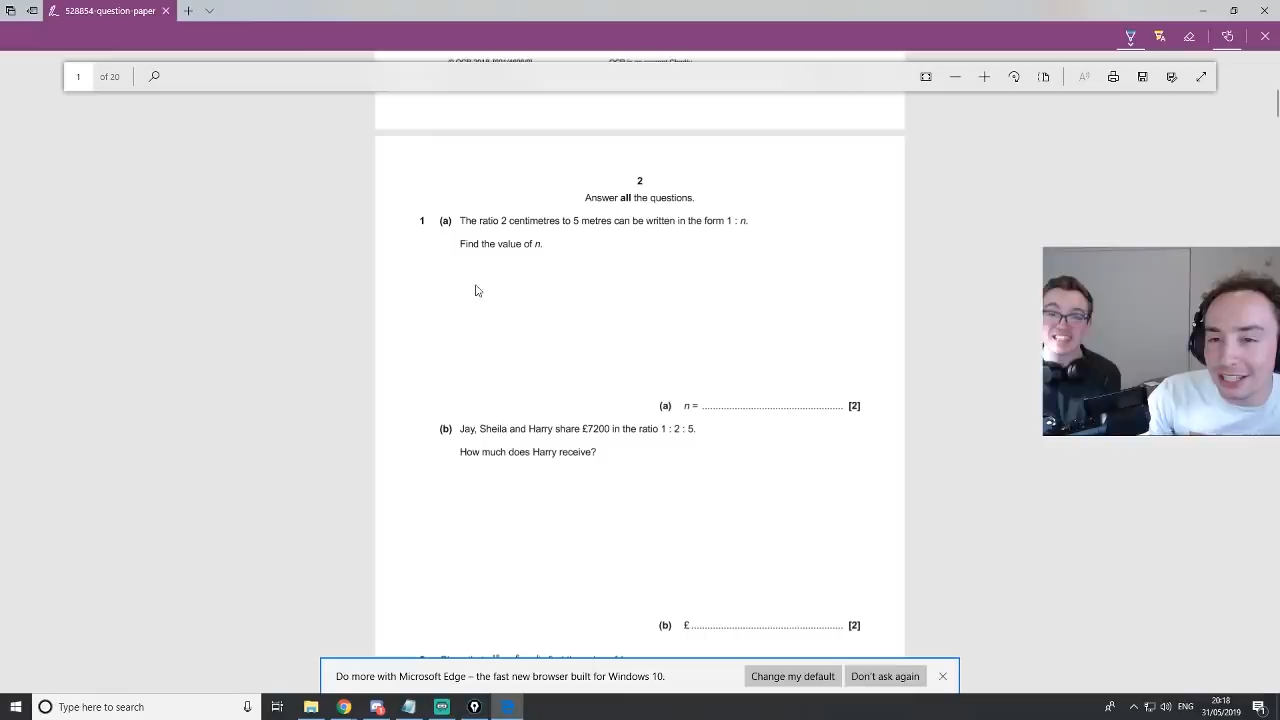 528854-question-paper
1 of 20
2
Answer all the questions.
1 (a) The ratio 2 centimetres to 5 metres can be written in the form 1 : n.
Find the value of n.
(a) n = .................................................... [2]
(b) Jay, Sheila and Harry share £7200 in the ratio 1 : 2 : 5.
How much does Harry receive?
(b) £ ........................................................ [2]
Do more with Microsoft Edge – the fast new browser built for Windows 10.
Change my default
Don't ask again
Type here to search
ENG
20:18
31/05/2019